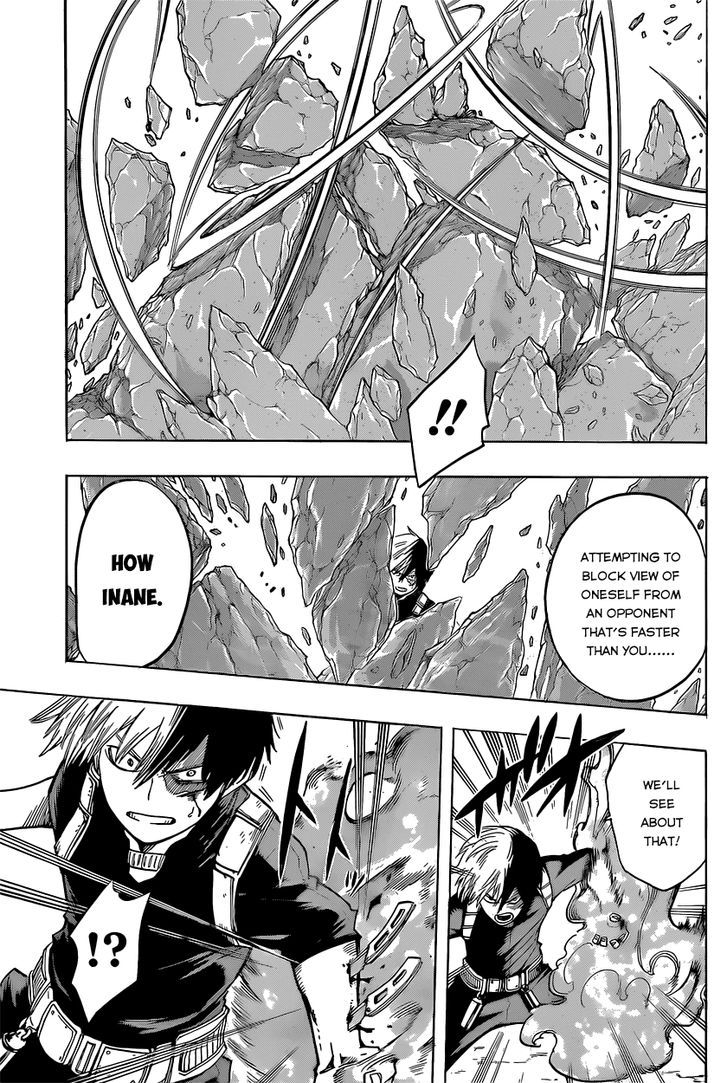 !!
ATTEMPTING TO
BLOCK VIEW OF
ONESELF FROM
AN OPPONENT
THAT'S FASTER
THAN YOU......
HOW
INANE.
WE'LL
SEE
ABOUT
THAT!
!?